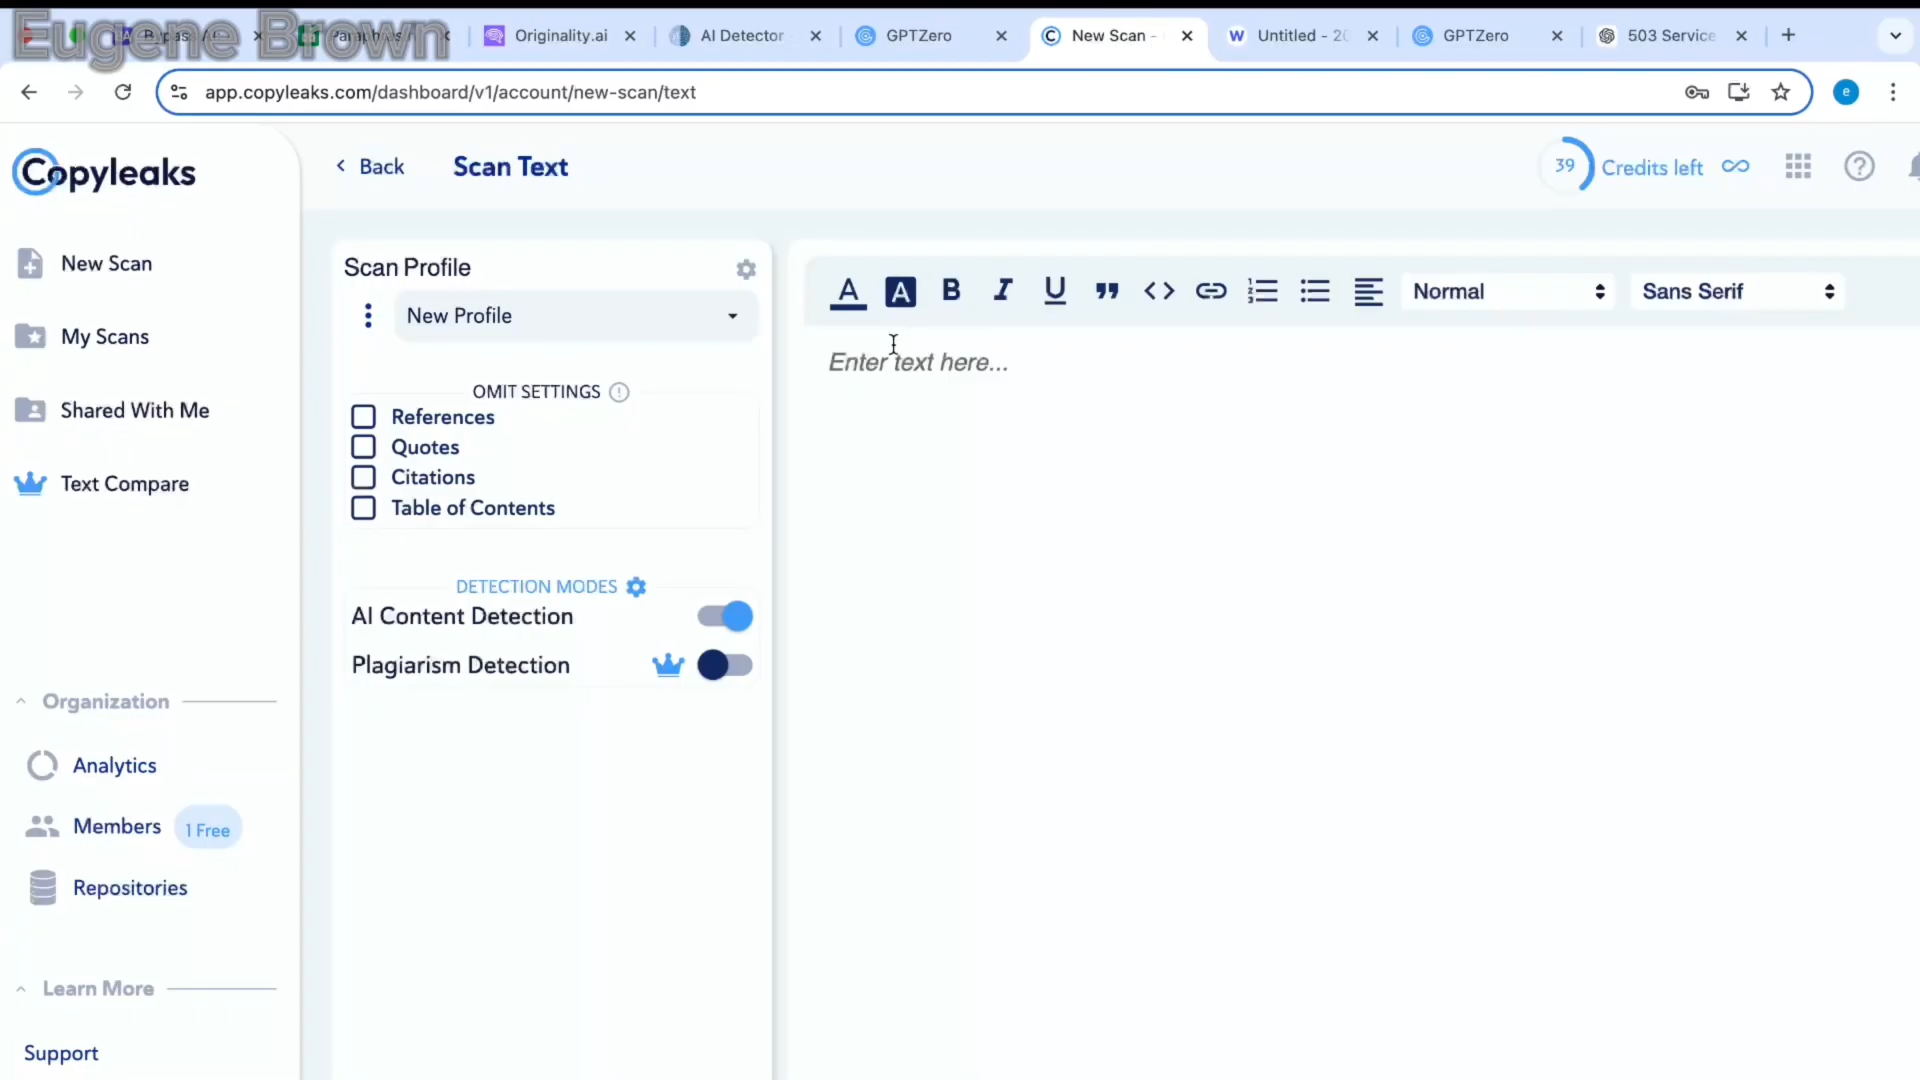 Eugene Brown
Originality.ai
AI Detector
GPTZero
New Scan -
Untitled - 20
GPTZero
503 Service
app.copyleaks.com/dashboard/v1/account/new-scan/text
e
Copyleaks
Back
Scan Text
39
Credits left
New Scan
My Scans
Shared With Me
Text Compare
Organization
Analytics
Members
1 Free
Repositories
Learn More
Support
Scan Profile
New Profile
OMIT SETTINGS
References
Quotes
Citations
Table of Contents
DETECTION MODES
AI Content Detection
Plagiarism Detection
Normal
Sans Serif
Enter text here...